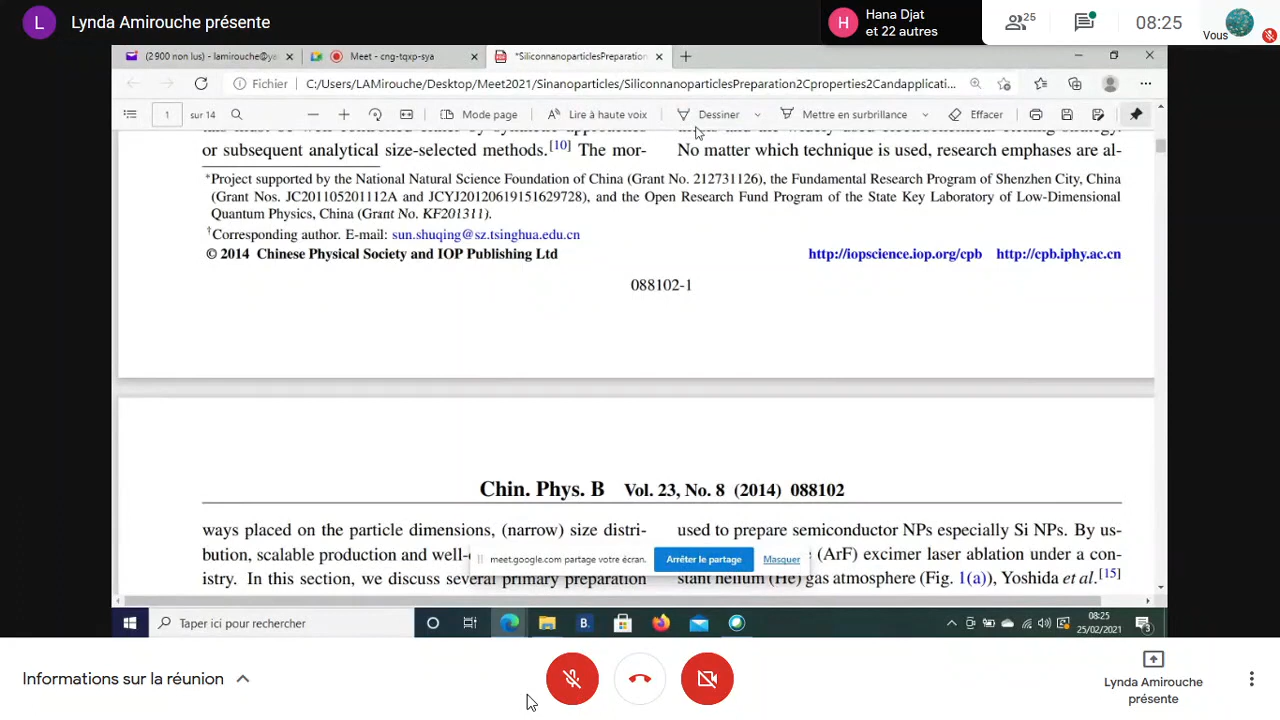 L Lynda Amirouche présente
H Hana Djat
et 22 autres
25
08:25
Vous
(2 900 non lus) - lamirouche@ye
Meet - cng-tqxp-sya
*SiliconnanoparticlesPreparation
Fichier C:/Users/LAMirouche/Desktop/Meet2021/Sinanoparticles/SiliconnanoparticlesPreparation2Cproperties2Candapplicati...
1 sur 14 Mode page Lire à haute voix Dessiner Mettre en surbrillance Effacer
or subsequent analytical size-selected methods.[10] The mor-
*Project supported by the National Natural Science Foundation of China (Grant No. 212731126), the Fundamental Research Program of Shenzhen City, China
(Grant Nos. JC201105201112A and JCYJ20120619151629728), and the Open Research Fund Program of the State Key Laboratory of Low-Dimensional
Quantum Physics, China (Grant No. KF201311).
†Corresponding author. E-mail: sun.shuqing@sz.tsinghua.edu.cn
© 2014 Chinese Physical Society and IOP Publishing Ltd
No matter which technique is used, research emphases are al-
http://iopscience.iop.org/cpb http://cpb.iphy.ac.cn
088102-1
Chin. Phys. B Vol. 23, No. 8 (2014) 088102
ways placed on the particle dimensions, (narrow) size distri-
bution, scalable production and well-
istry. In this section, we discuss several primary preparation
used to prepare semiconductor NPs especially Si NPs. By us-
(ArF) excimer laser ablation under a con-
stant helium (He) gas atmosphere (Fig. 1(a)), Yoshida et al.[15]
meet.google.com partage votre écran. Arrêter le partage Masquer
Taper ici pour rechercher
B.
08:25
25/02/2021
3
Informations sur la réunion
Lynda Amirouche
présente